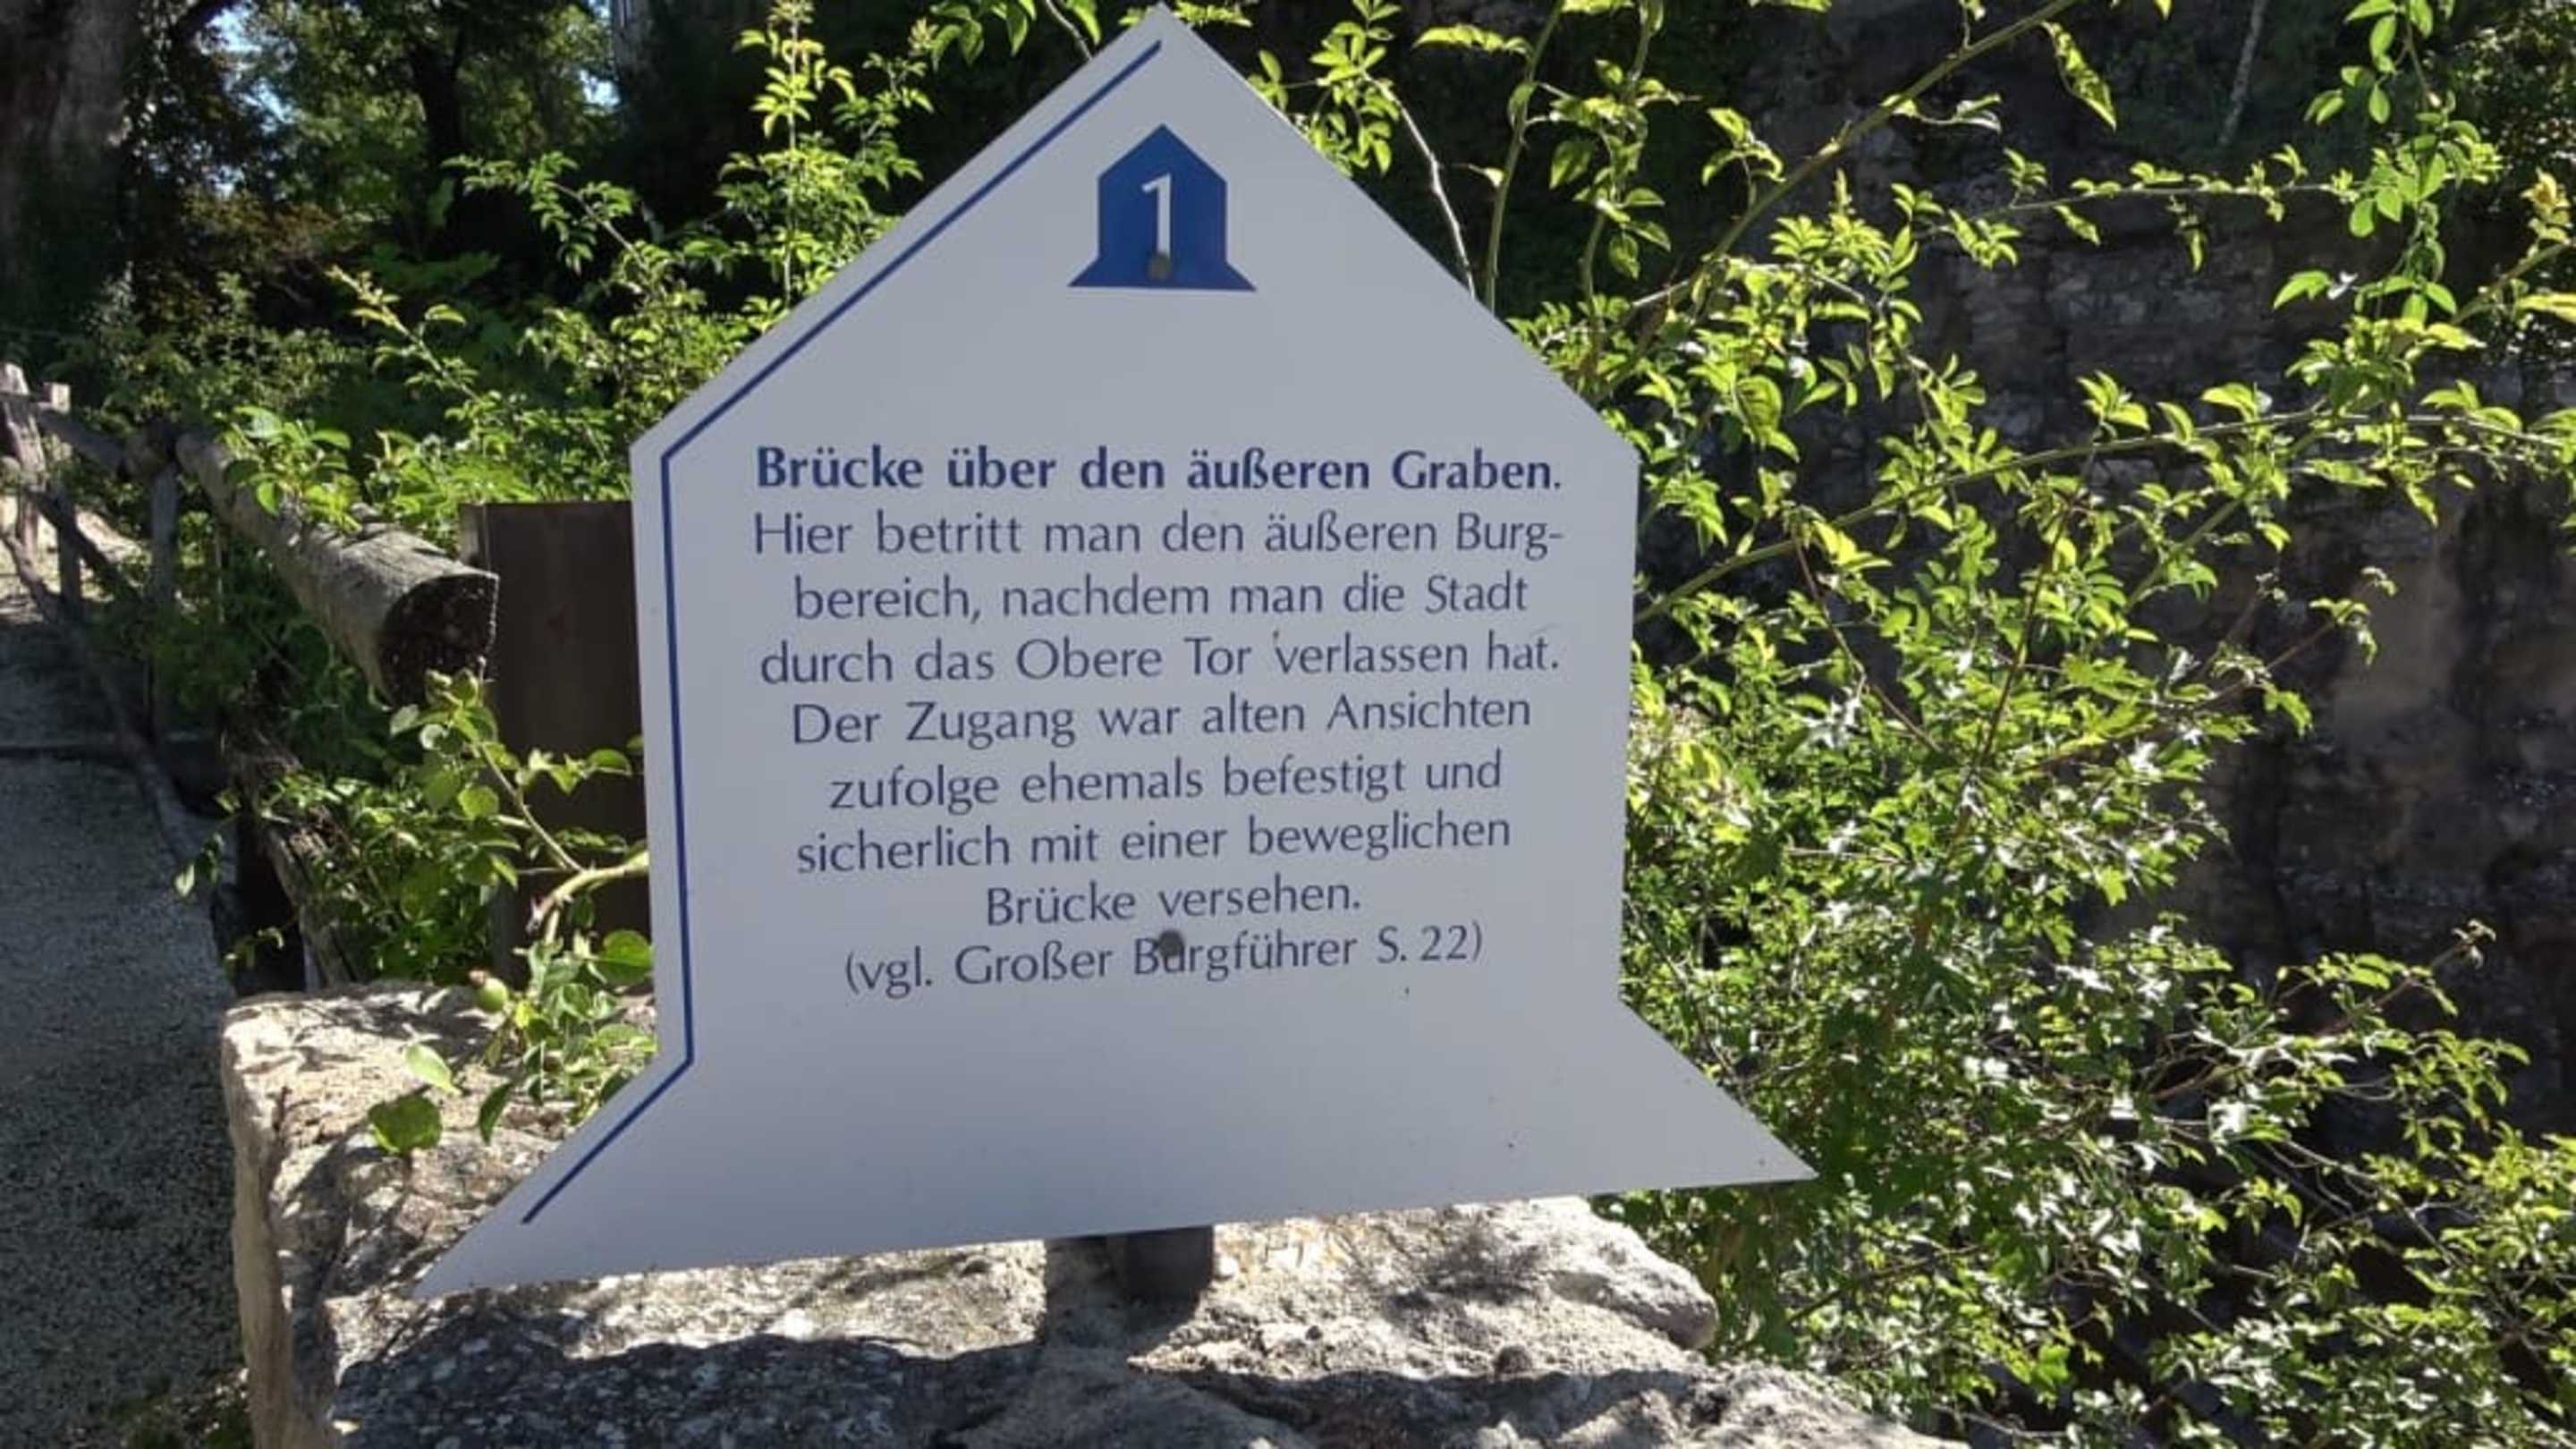 1
Brücke über den äußeren Graben.
Hier betritt man den äußeren Burg-
bereich, nachdem man die Stadt
durch das Obere Tor verlassen hat.
Der Zugang war alten Ansichten
zufolge ehemals befestigt und
sicherlich mit einer beweglichen
Brücke versehen.
(vgl. Großer Burgführer S. 22)